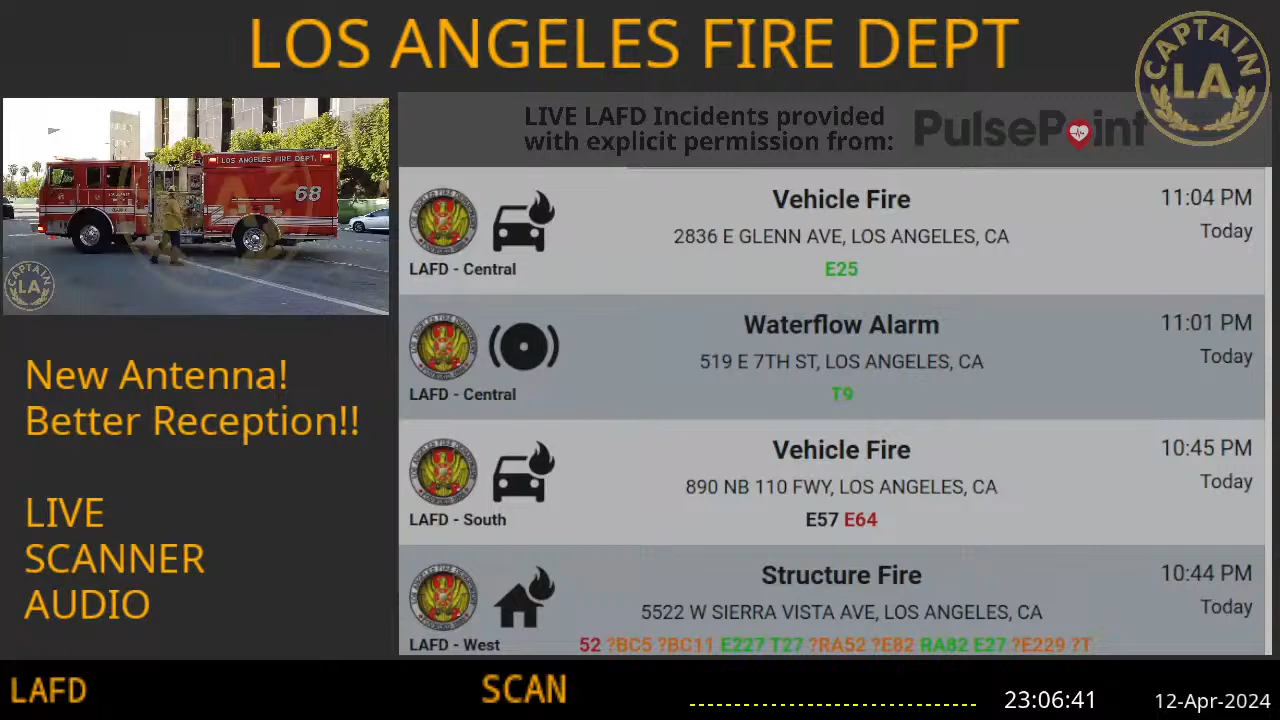 LOS ANGELES FIRE DEPT
CAPTAIN
LA
LIVE LAFD Incidents provided
with explicit permission from:
PulsePoint
LOS ANGELES FIRE DEPT.
68
CAPTAIN
LA
Vehicle Fire
11:04 PM
2836 E GLENN AVE, LOS ANGELES, CA
Today
LAFD - Central
E25
Waterflow Alarm
11:01 PM
519 E 7TH ST, LOS ANGELES, CA
Today
LAFD - Central
T9
Vehicle Fire
10:45 PM
890 NB 110 FWY, LOS ANGELES, CA
Today
LAFD - South
E57 E64
Structure Fire
10:44 PM
5522 W SIERRA VISTA AVE, LOS ANGELES, CA
Today
LAFD - West
52 ?BC5 ?BC11 E227 T27 ?RA52 ?E82 RA82 E27 ?E229 ?T
New Antenna!
Better Reception!!
LIVE
SCANNER
AUDIO
LAFD
SCAN
23:06:41
12-Apr-2024